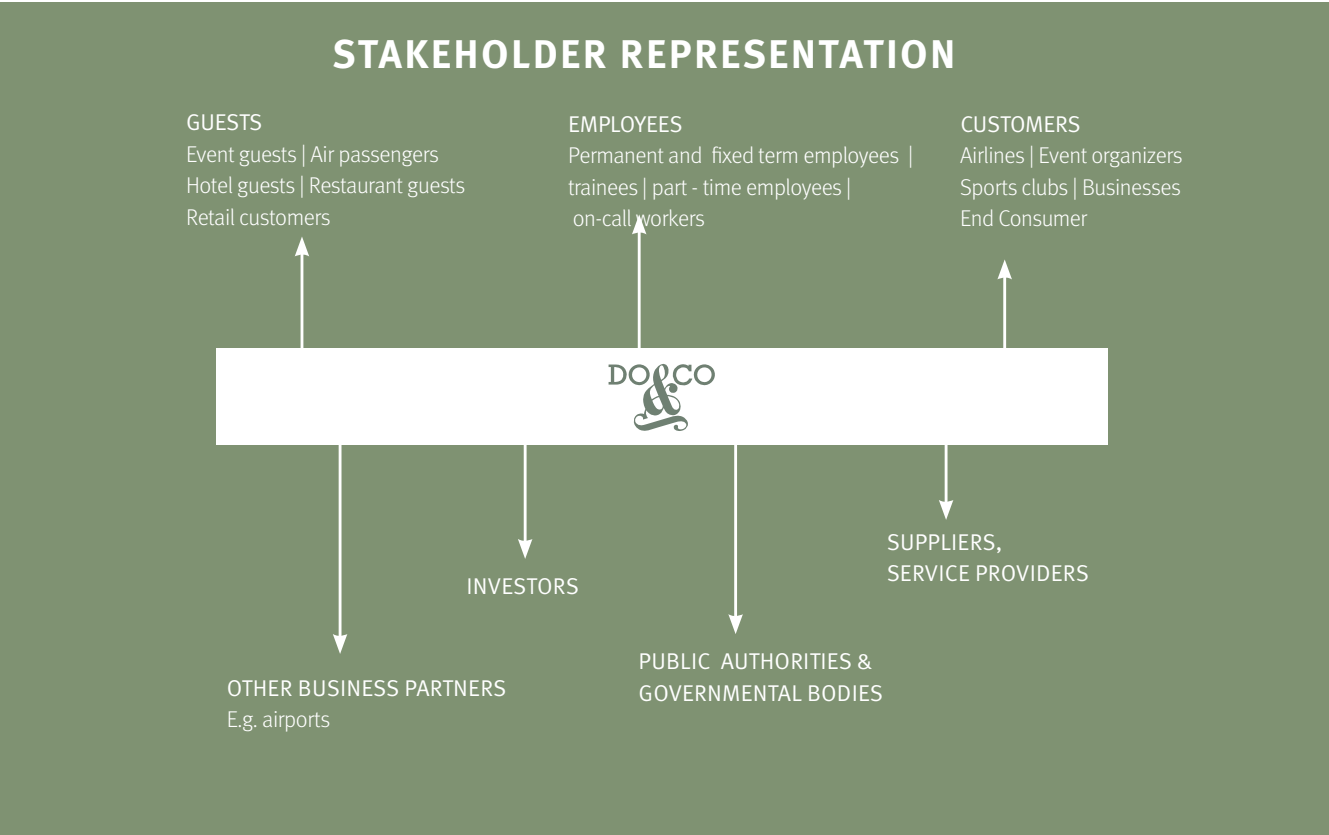 STAKEHOLDER REPRESENTATION
GUESTS
Event guests | Air passengers
Hotel guests | Restaurant guests
Retail customers
EMPLOYEES
Permanent and fixed term employees |
trainees | part - time employees |
on-call workers
CUSTOMERS
Airlines | Event organizers
Sports clubs | Businesses
End Consumer
DO & CO
INVESTORS
SUPPLIERS,
SERVICE PROVIDERS
OTHER BUSINESS PARTNERS
E.g. airports
PUBLIC AUTHORITIES &
GOVERNMENTAL BODIES